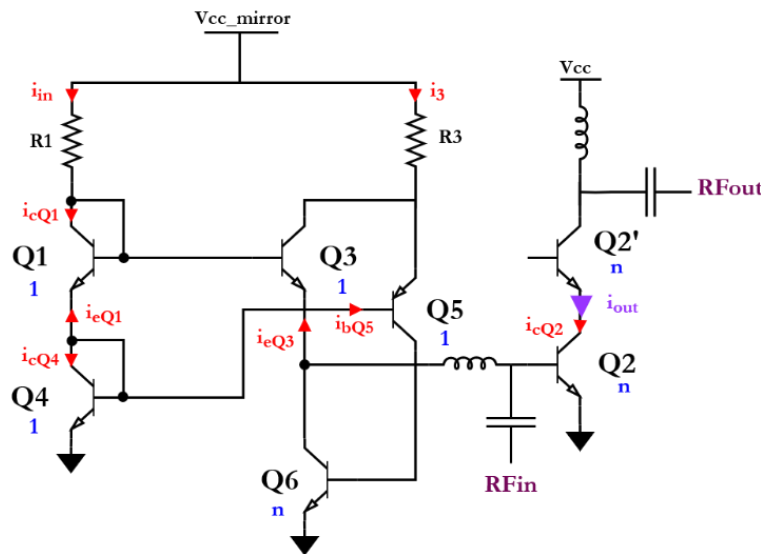 Vcc_mirror
Vcc
iin
i3
R1
R3
RFout
icQ1
Q1
1
Q3
1
Q2'
n
ieQ1
iout
ieQ3
ibQ5
Q5
1
icQ2
icQ4
Q4
1
Q2
n
Q6
n
RFin